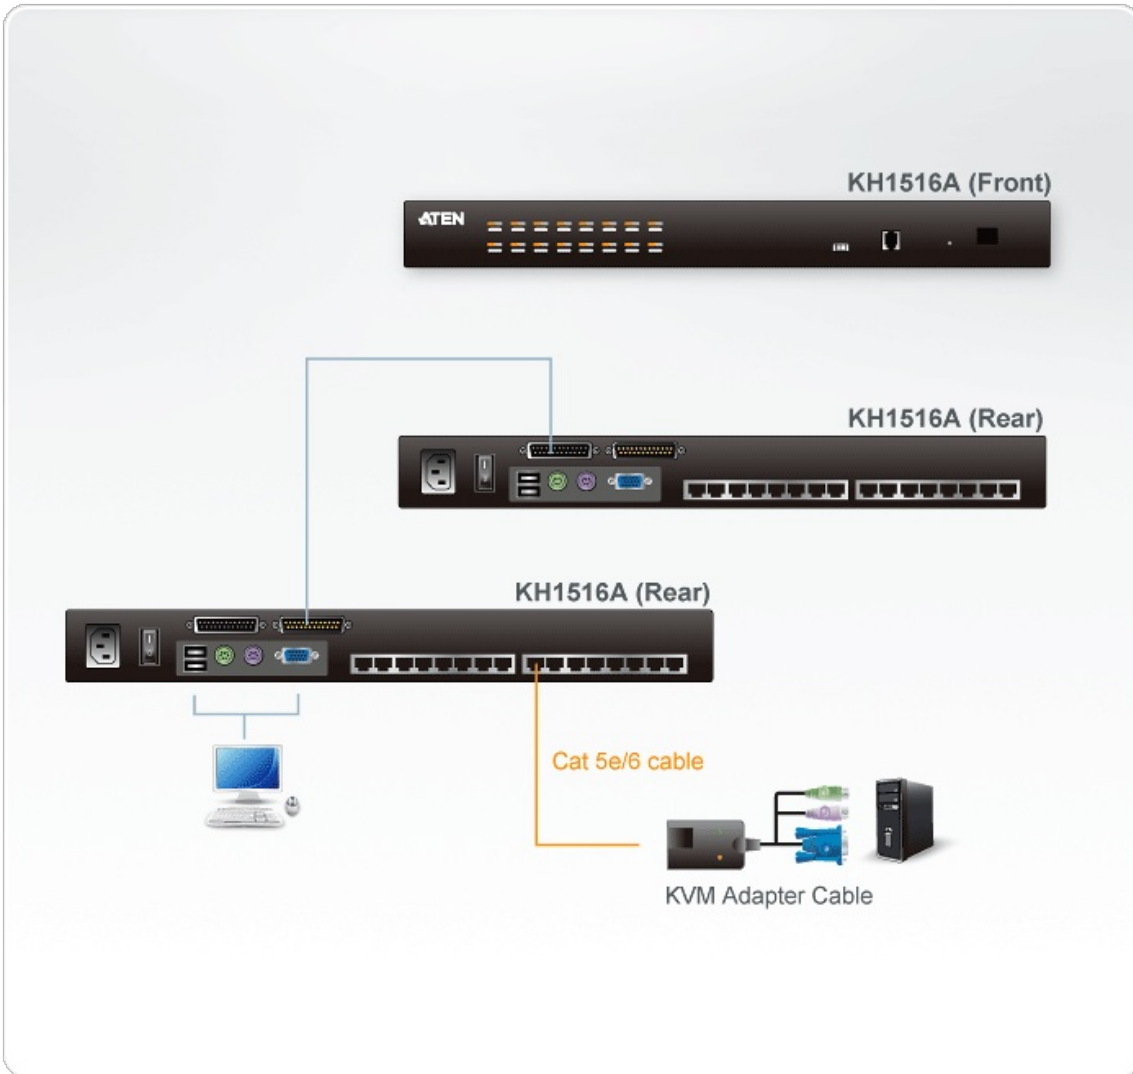 KH1516A (Front)
ATEN
KH1516A (Rear)
KH1516A (Rear)
Cat 5e/6 cable
KVM Adapter Cable